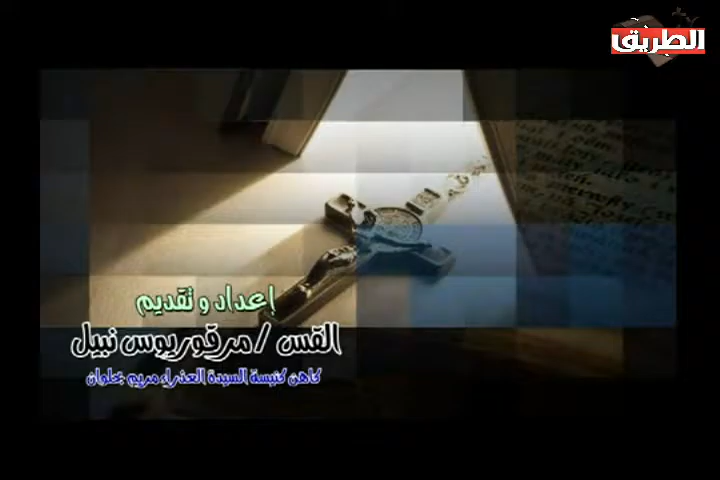 الطريق
إعداد و تقديم
القس / مرقوريوس نبيل
كاهن كنيسة السيدة العذراء مريم بحلوان